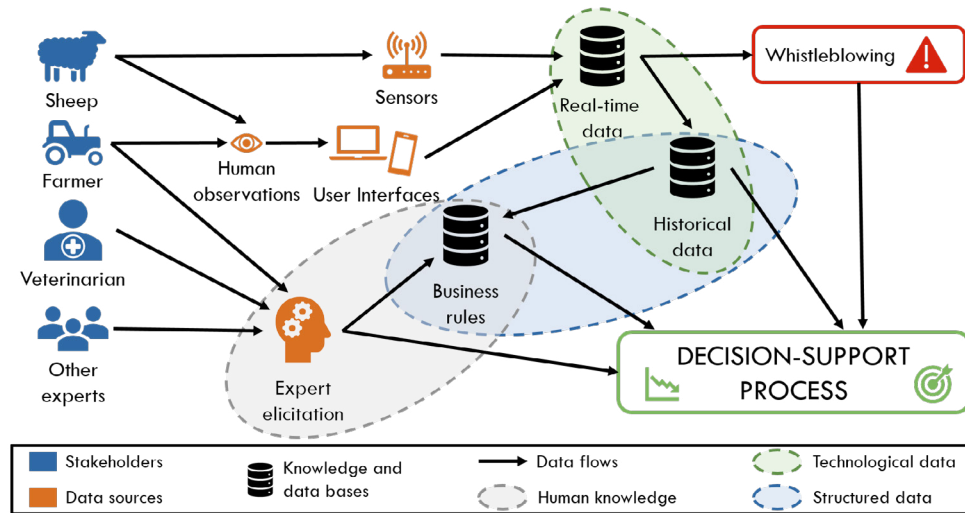 Sheep
Sensors
Real-time
data
Whistleblowing
Farmer
Human
observations
User Interfaces
Historical
data
Veterinarian
Business
rules
Other
experts
Expert
elicitation
DECISION-SUPPORT
PROCESS
Stakeholders
Data sources
Knowledge and
data bases
Data flows
Human knowledge
Technological data
Structured data